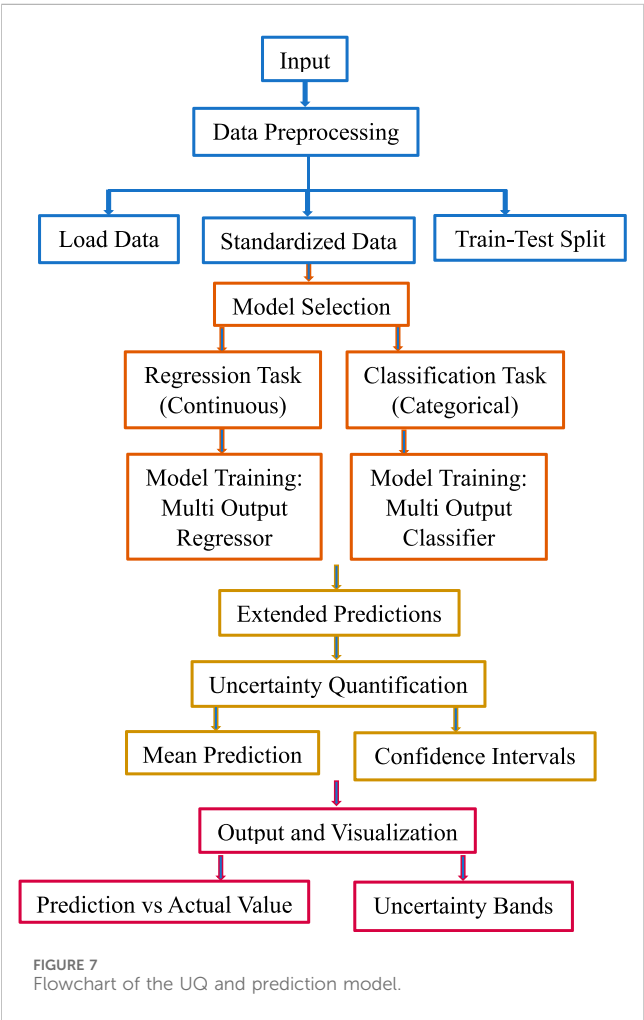 Input
Data Preprocessing
Load Data
Standardized Data
Train-Test Split
Model Selection
Regression Task
(Continuous)
Classification Task
(Categorical)
Model Training:
Multi Output
Regressor
Model Training:
Multi Output
Classifier
Extended Predictions
Uncertainty Quantification
Mean Prediction
Confidence Intervals
Output and Visualization
Prediction vs Actual Value
Uncertainty Bands
FIGURE 7
Flowchart of the UQ and prediction model.